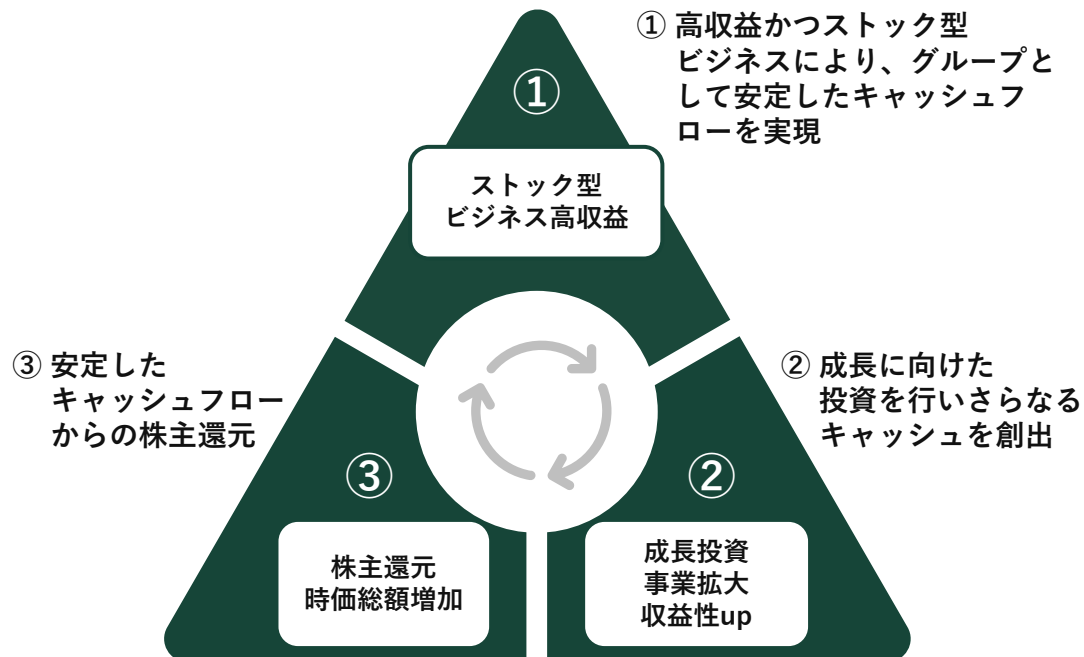 ① 高収益かつストック型
ビジネスにより、グループと
して安定したキャッシュフ
ローを実現
①
ストック型
ビジネス高収益
③ 安定した
キャッシュフロー
からの株主還元
② 成長に向けた
投資を行いさらなる
キャッシュを創出
③
株主還元
時価総額増加
②
成長投資
事業拡大
収益性up